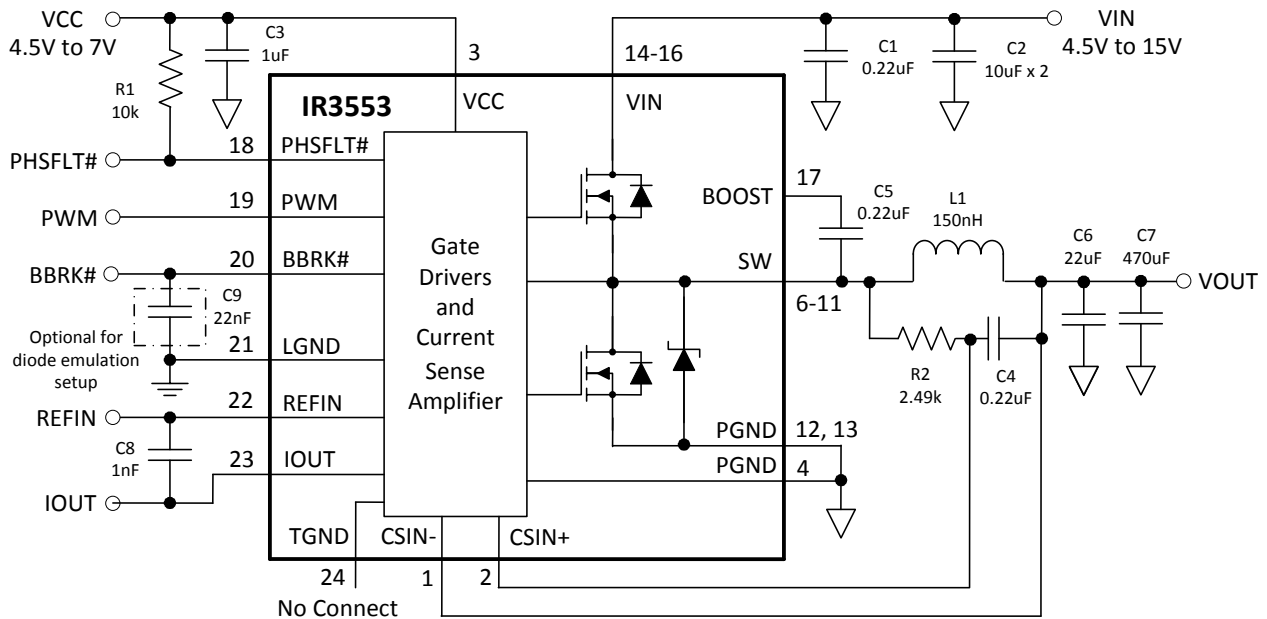 VCC
4.5V to 7V
C3
1uF
3
14-16
C1
0.22uF
C2
10uF x 2
VIN
4.5V to 15V
R1
10k
IR3553
VCC
VIN
PHSFLT#
18
PHSFLT#
PWM
19
PWM
BBRK#
20
BBRK#
C9
22nF
Optional for
diode emulation
setup
21
LGND
REFIN
22
REFIN
C8
1nF
23
IOUT
IOUT
Gate
Drivers
and
Current
Sense
Amplifier
BOOST
17
C5
0.22uF
L1
150nH
SW
6-11
C6
22uF
C7
470uF
VOUT
R2
2.49k
C4
0.22uF
PGND
12, 13
PGND
4
TGND
CSIN-
CSIN+
24
1
2
No Connect